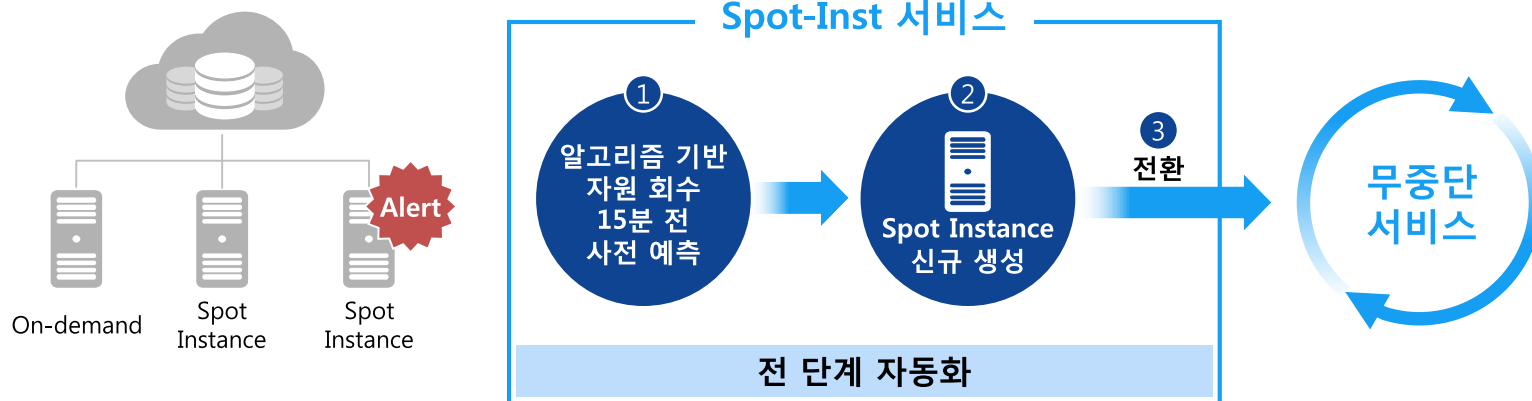 Spot-Inst 서비스
Alert
On-demand
Spot
Instance
Spot
Instance
1
알고리즘 기반
자원 회수
15분 전
사전 예측
2
Spot Instance
신규 생성
3
전환
무중단
서비스
전 단계 자동화